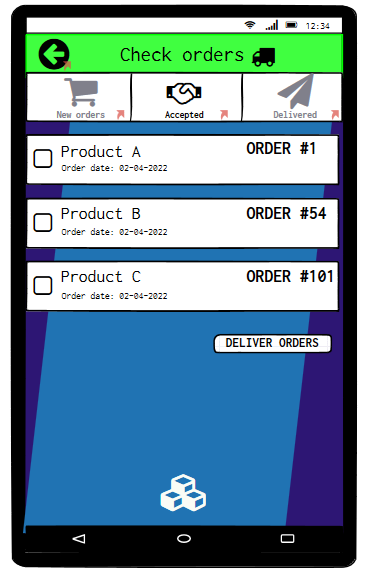 12:34
Check orders
New orders
Accepted
Delivered
Product A
ORDER #1
Order date: 02-04-2022
Product B
ORDER #54
Order date: 02-04-2022
Product C
ORDER #101
Order date: 02-04-2022
DELIVER ORDERS